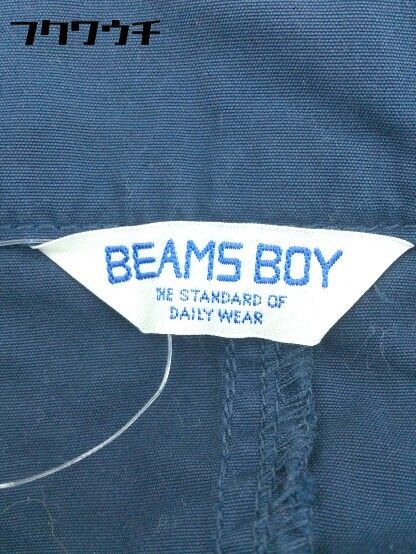 フクワウチ
BEAMS BOY
THE STANDARD OF
DAILY WEAR